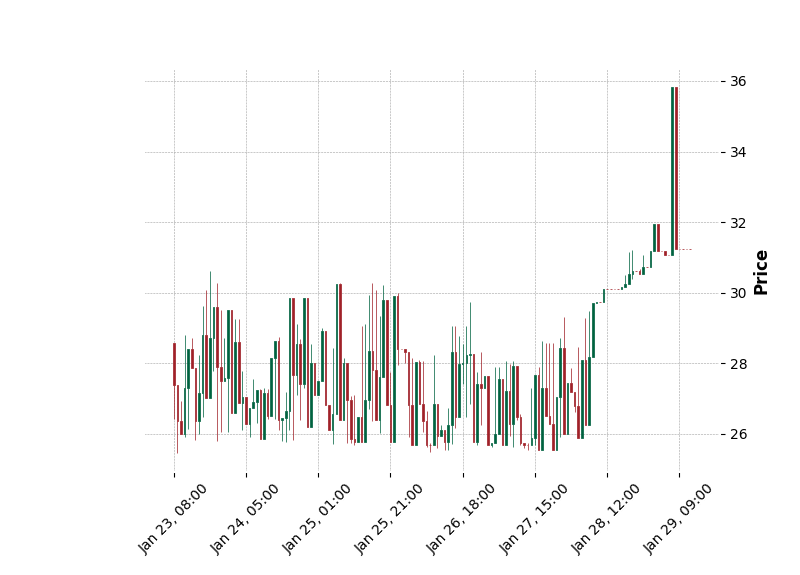 36
34
32
30
28
26
Price
Jan 23, 08:00
Jan 24, 05:00
Jan 25, 01:00
Jan 25, 21:00
Jan 26, 18:00
Jan 27, 15:00
Jan 28, 12:00
Jan 29, 09:00